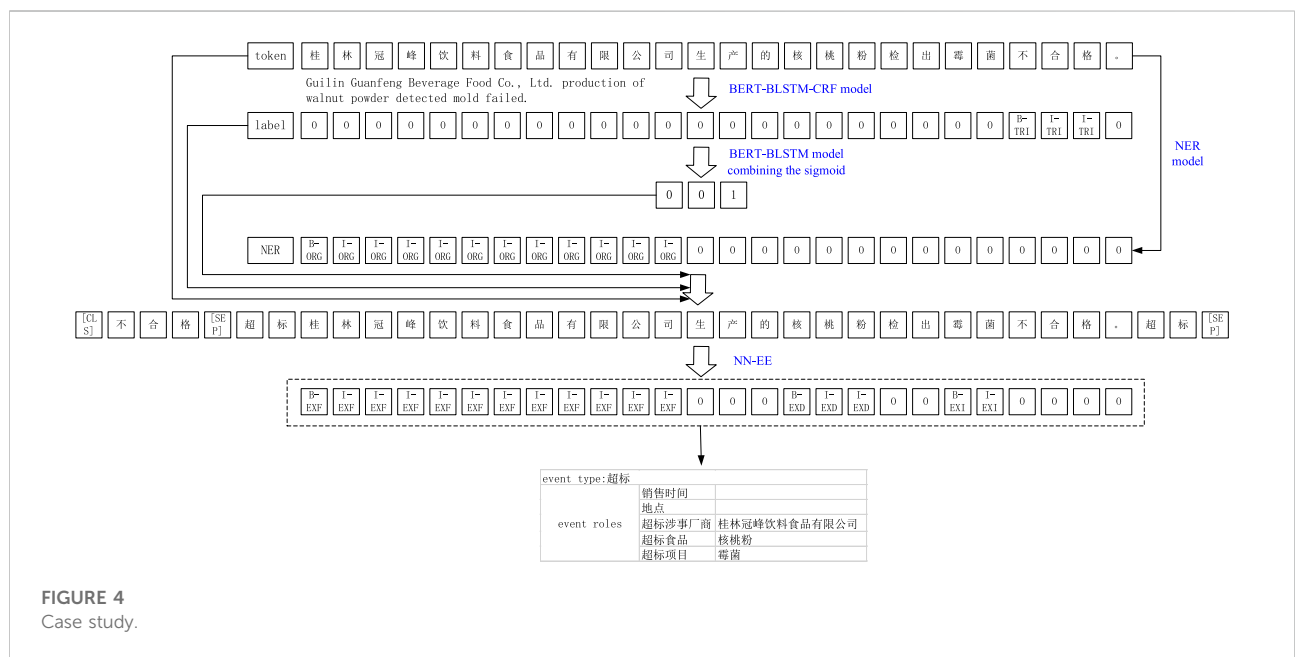 token 桂 林 冠 峰 饮 料 食 品 有 限 公 司 生 产 的 核 桃 粉 检 出 霉 菌 不 合 格 。
Guilin Guanfeng Beverage Food Co., Ltd. production of
walnut powder detected mold failed.
BERT-BLSTM-CRF model
label 0 0 0 0 0 0 0 0 0 0 0 0 0 0 0 0 0 0 0 0 0 0 B-TRI I-TRI I-TRI 0
BERT-BLSTM model
combining the sigmoid
NER
model
0 0 1
NER B-ORG I-ORG I-ORG I-ORG I-ORG I-ORG I-ORG I-ORG I-ORG I-ORG I-ORG I-ORG 0 0 0 0 0 0 0 0 0 0 0 0 0 0
[CLS] 不 合 格 [SEP] 超 标 桂 林 冠 峰 饮 料 食 品 有 限 公 司 生 产 的 核 桃 粉 检 出 霉 菌 不 合 格 。 超 标 [SEP]
NN-EE
B-EXF I-EXF I-EXF I-EXF I-EXF I-EXF I-EXF I-EXF I-EXF I-EXF I-EXF I-EXF 0 0 0 B-EXD I-EXD I-EXD 0 0 B-EXI I-EXI 0 0 0 0
event type:超标
event roles
销售时间
地点
超标涉事厂商 桂林冠峰饮料食品有限公司
超标食品 核桃粉
超标项目 霉菌
FIGURE 4
Case study.